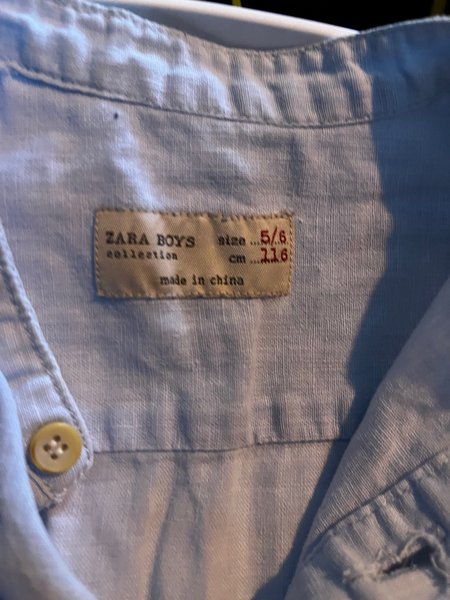 ZARA BOYS size ...5/6
collection cm ...116
made in china